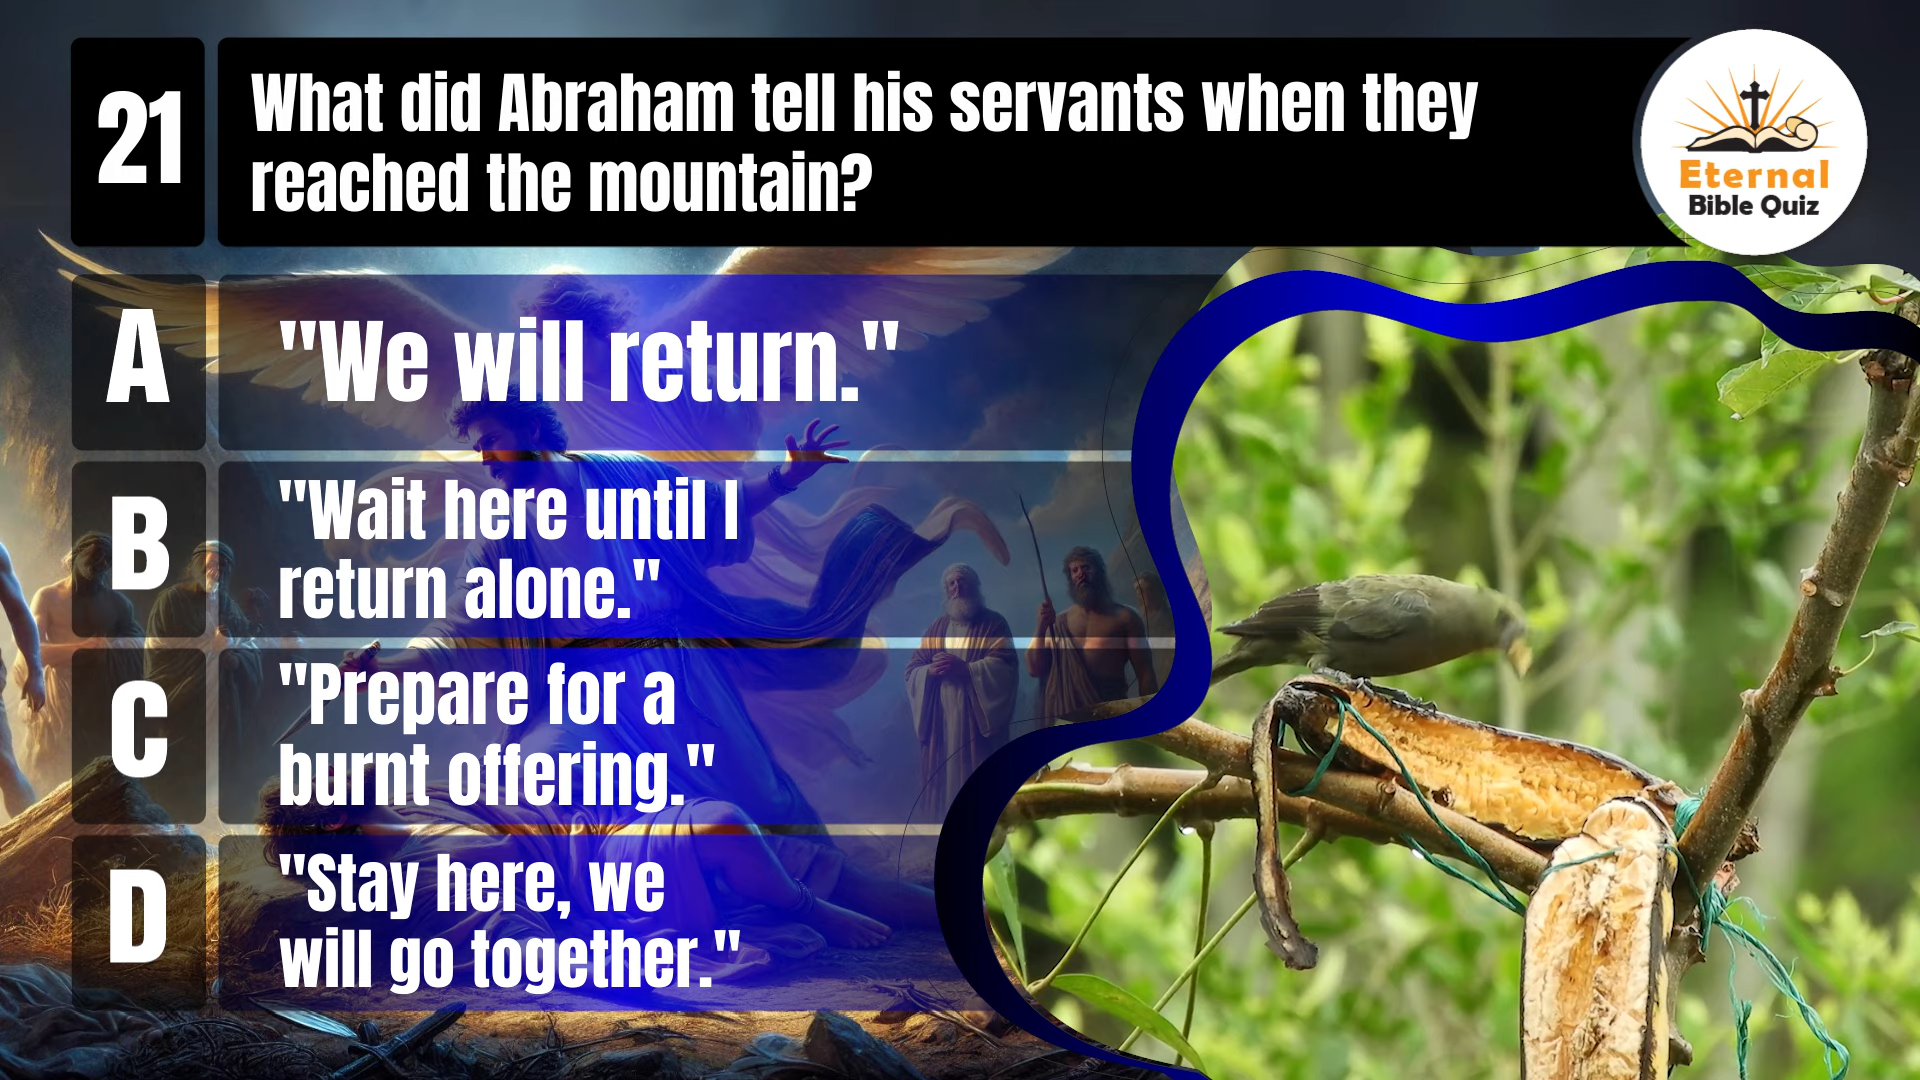 21
What did Abraham tell his servants when they
reached the mountain?
Eternal
Bible Quiz
A
"We will return."
B
"Wait here until I
return alone."
C
"Prepare for a
burnt offering."
D
"Stay here, we
will go together."